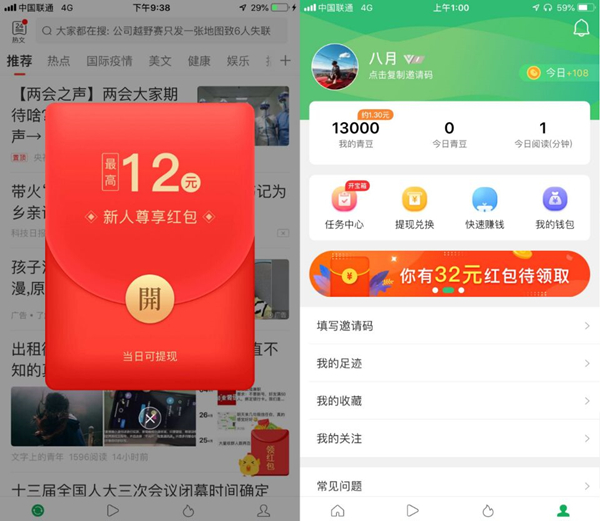 中国联通 4G
下午9:38
29%
热文
大家都在搜: 公司越野赛只发一张地图致6人失联
推荐
热点
国际疫情
美文
健康
娱乐
【两会之声】两会大家期
待啥?
声→
置顶
带火"
记为
乡亲
科技日报
孩子
漫,原
广告
出租
直不
知的
最高
12元
新人尊享红包
開
当日可提现
领红包
文字上的青年 1596阅读 14小时前
十三届全国人大三次会议闭幕时间确定
中国联通 4G
上午1:00
51%
八月
点击复制邀请码
今日+108
约1.30元
13000
我的青豆
0
今日青豆
1
今日阅读(分钟)
开宝箱
任务中心
提现兑换
快速赚钱
我的钱包
你有32元红包待领取
填写邀请码
我的足迹
我的收藏
我的关注
常见问题